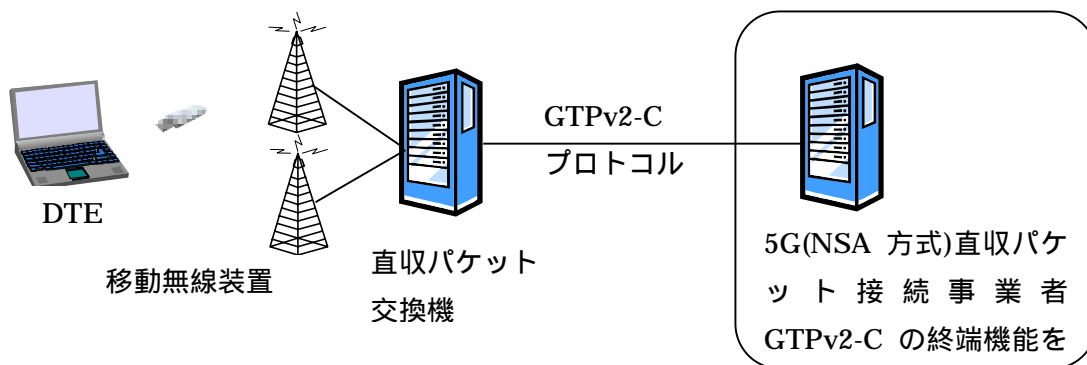 GTPv2-C
プロトコル
DTE
移動無線装置
直収パケット
交換機
5G(NSA 方式)直収パケ
ット接続事業者
GTPv2-C の終端機能を